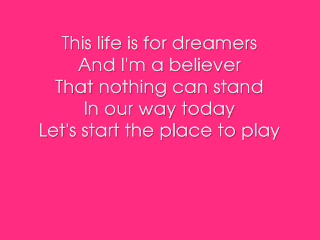 This life is for dreamers
And I'm a believer
That nothing can stand
In our way today
Let's start the place to play